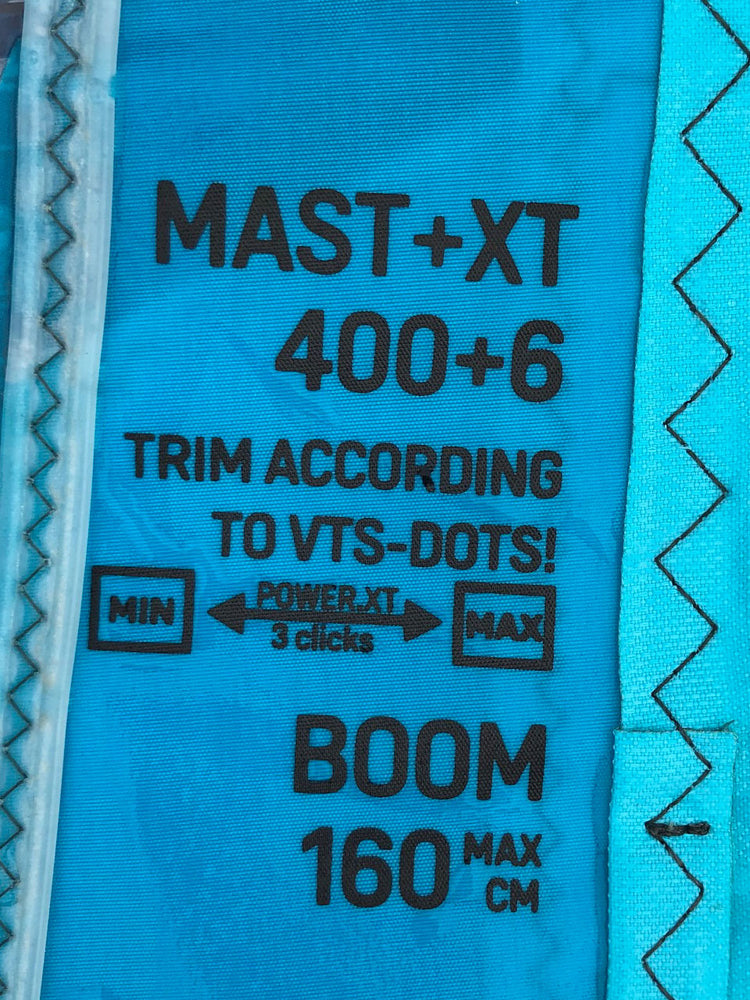 MAST+XT
400+6
TRIM ACCORDING
TO VTS-DOTS!
MIN POWER.XT MAX
3 clicks
BOOM
160 MAX
CM